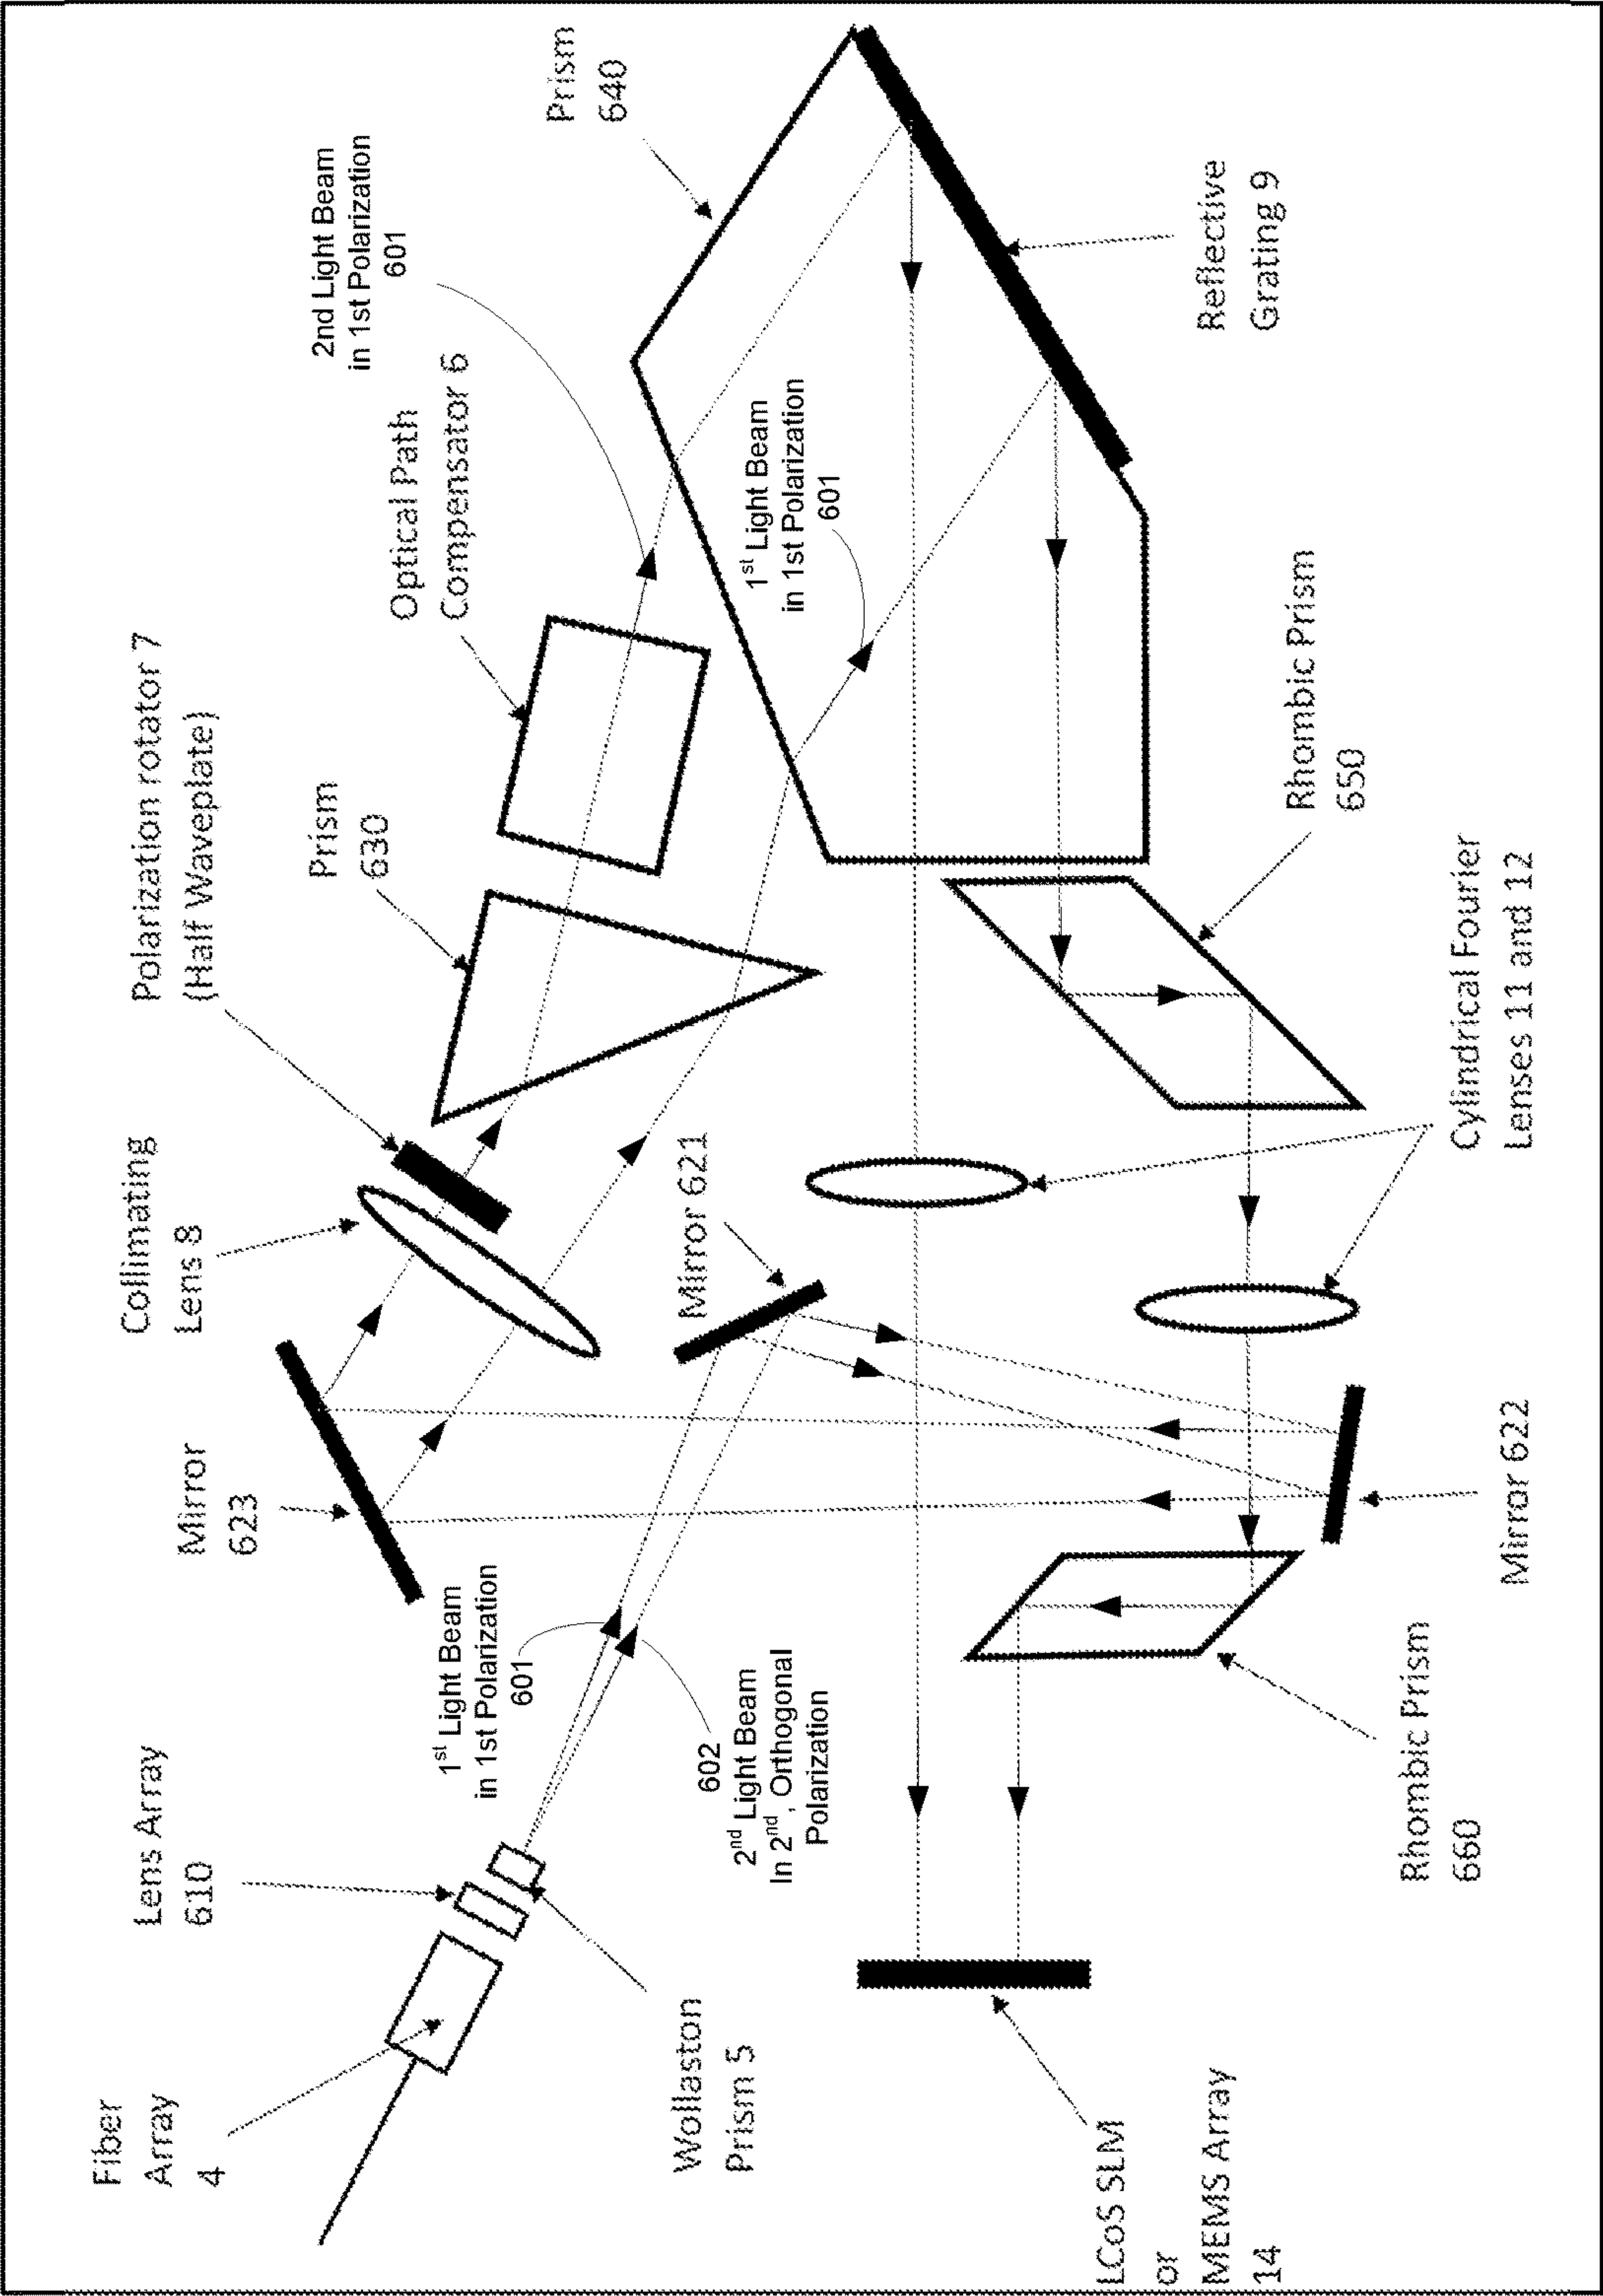 Fiber
Array
4
Lens Array
610
Wollaston
Prism 5
LCoS SLM
or
MEMS Array
14
1st Light Beam
in 1st Polarization
601
602
2nd Light Beam
In 2nd, Orthogonal
Polarization
Mirror
623
Collimating
Lens 8
Polarization rotator 7
(Half Waveplate)
Prism
630
Optical Path
Compensator 6
2nd Light Beam
in 1st Polarization
601
Prism
640
1st Light Beam
in 1st Polarization
601
Mirror 621
Reflective
Grating 9
Rhombic Prism
650
Cylindrical Fourier
Lenses 11 and 12
Mirror 622
Rhombic Prism
660